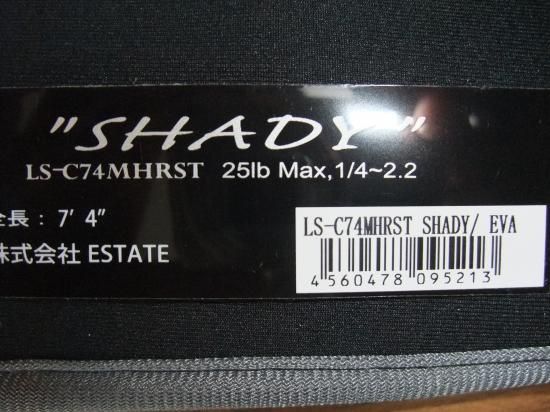 "SHADY"
LS-C74MHRST 25lb Max,1/4~2.2
全長: 7' 4"
株式会社 ESTATE
LS-C74MHRST SHADY/ EVA
4 560478 095213